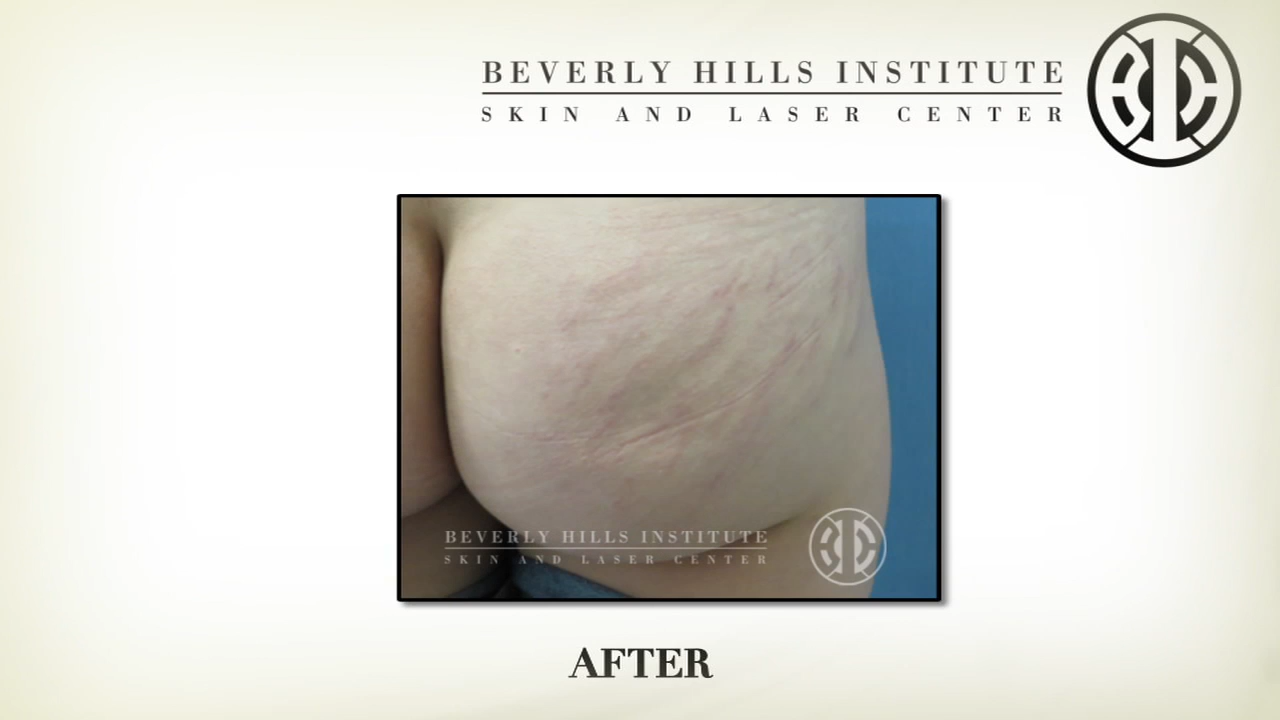 BEVERLY HILLS INSTITUTE
SKIN AND LASER CENTER
BEVERLY HILLS INSTITUTE
SKIN AND LASER CENTER
AFTER